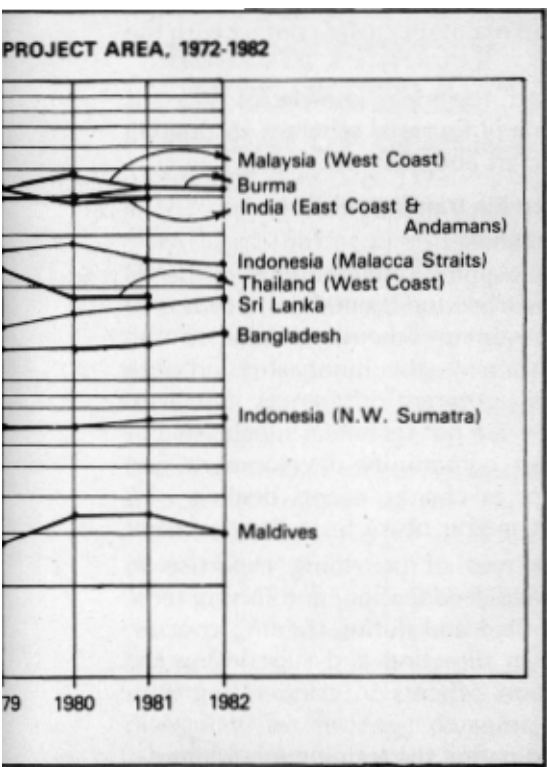 PROJECT AREA, 1972-1982
Malaysia (West Coast)
Burma
India (East Coast &
Andamans)
Indonesia (Malacca Straits)
Thailand (West Coast)
Sri Lanka
Bangladesh
Indonesia (N.W. Sumatra)
Maldives
79 1980 1981 1982